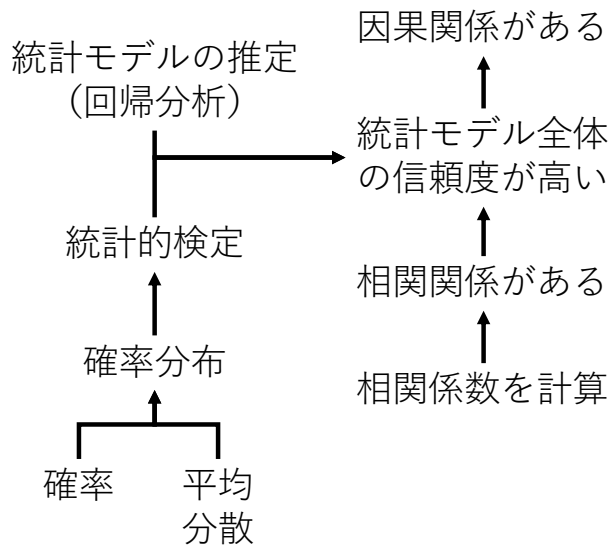 統計モデルの推定
（回帰分析）
統計的検定
確率分布
確率
平均
分散
因果関係がある
統計モデル全体
の信頼度が高い
相関関係がある
相関係数を計算